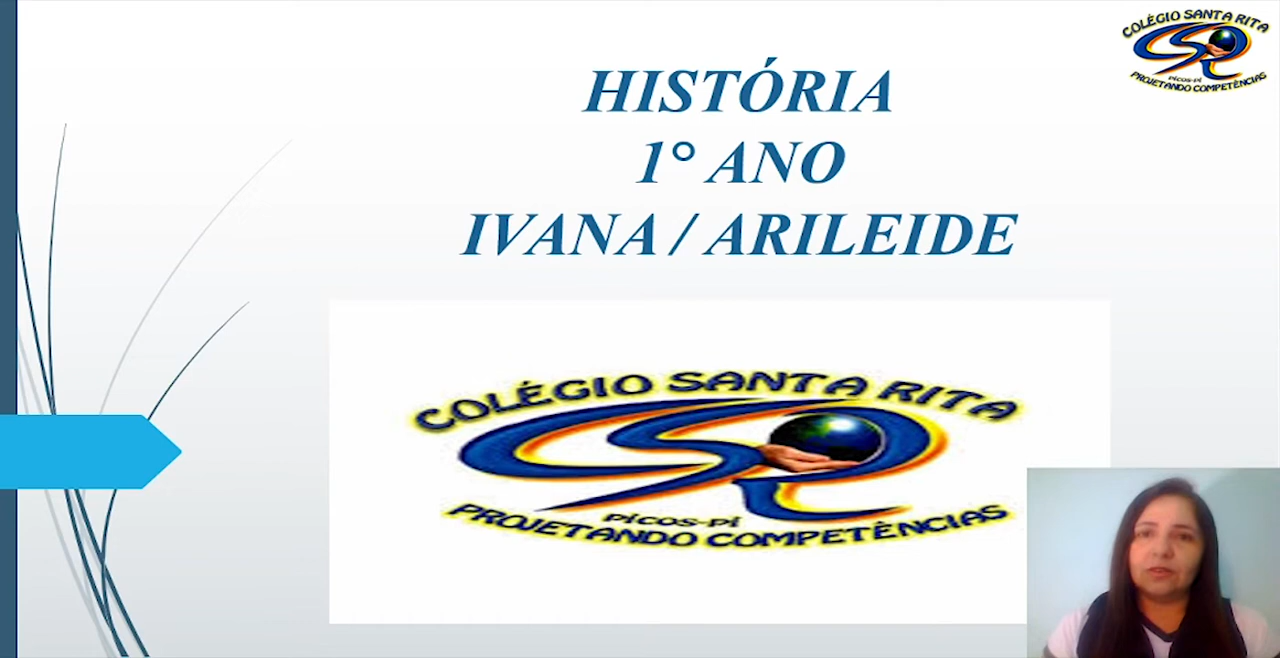 COLÉGIO SANTA RITA
PICOS-PI
PROJETANDO COMPETÊNCIAS
HISTÓRIA
1° ANO
IVANA / ARILEIDE
COLÉGIO SANTA RITA
PICOS-PI
PROJETANDO COMPETÊNCIAS